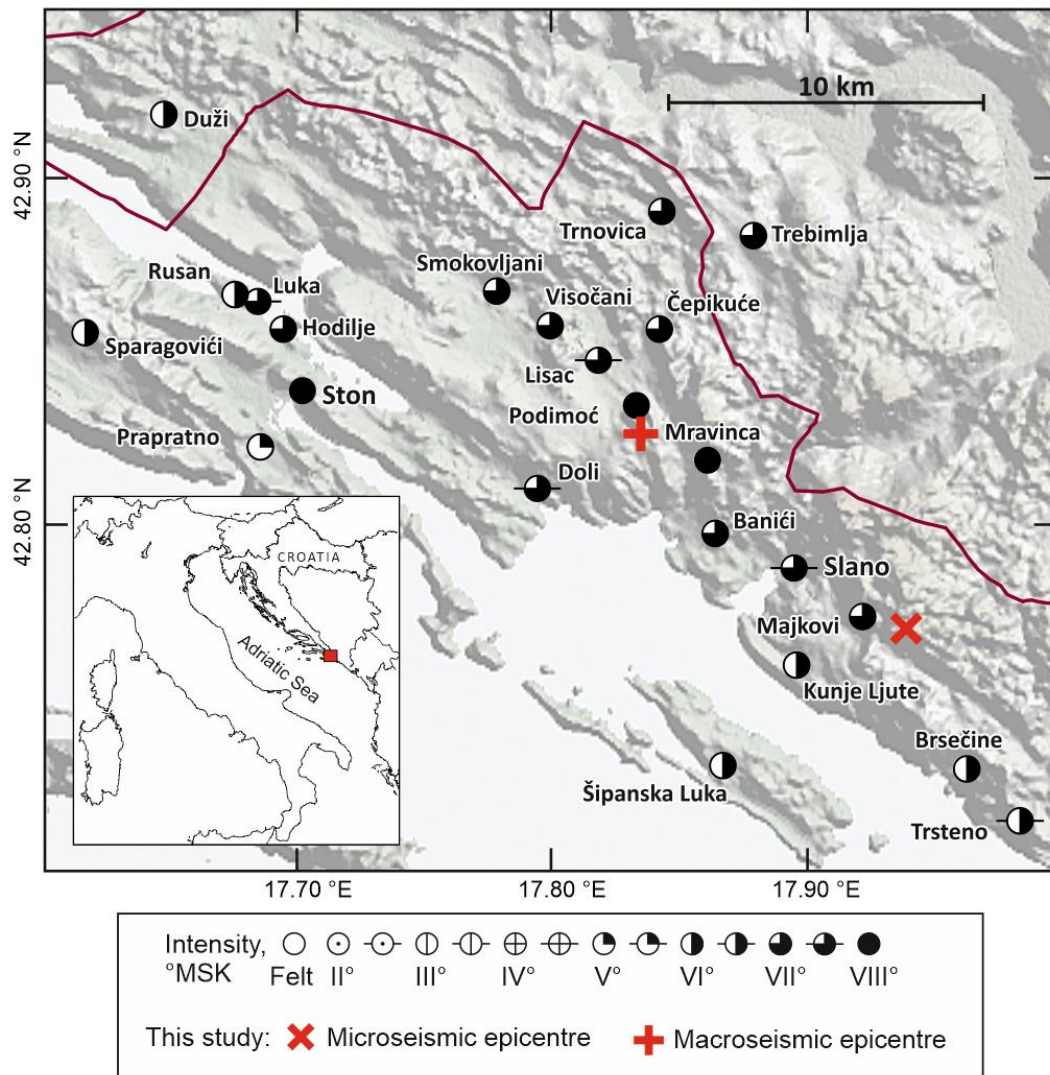 10 km
Duži
42.90 °N
Trnovica
Trebimlja
Smokovljani
Rusan
Luka
Visočani
Čepikuće
Hodilje
Sparagovići
Lisac
Ston
Podimoć
Prapratno
Mravinca
Doli
42.80 °N
Banići
CROATIA
Slano
Majkovi
Adriatic Sea
Kunje Ljute
Brsečine
Šipanska Luka
Trsteno
17.70 °E 17.80 °E 17.90 °E
Intensity,
°MSK Felt II° III° IV° V° VI° VII° VIII°
This study: Microseismic epicentre Macroseismic epicentre